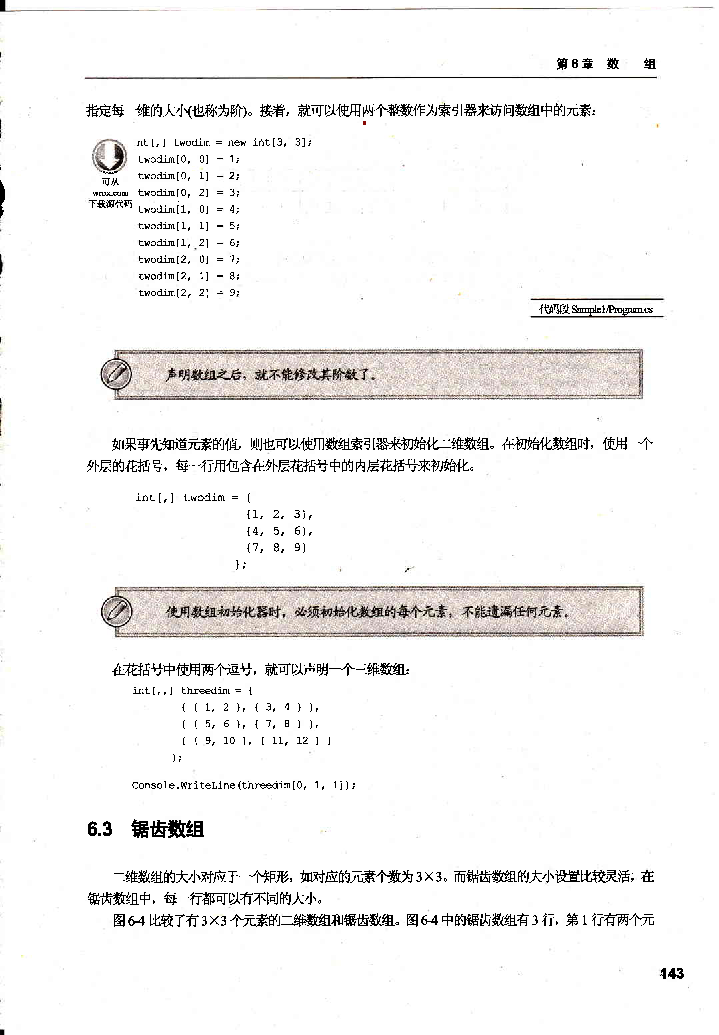 第6章 数 组
指定每一维的大小(也称为阶)。接着，就可以使用两个整数作为索引器来访问数组中的元素：
nt[,] twodim = new int[3, 3];
twodim[0, 0] = 1;
twodim[0, 1] = 2;
twodim[0, 2] = 3;
twodim[1, 0] = 4;
twodim[1, 1] = 5;
twodim[1, 2] = 6;
twodim[2, 0] = 7;
twodim[2, 1] = 8;
twodim[2, 2] = 9;
可从
wrox.com
下载源代码
代码段 Sample1/Program.cs
声明数组之后，就不能修改其阶数了。
如果事先知道元素的值，则也可以使用数组索引器来初始化二维数组。在初始化数组时，使用一个
外层的花括号，每一行用包含在外层花括号中的内层花括号来初始化。
int[,] twodim = {
{1, 2, 3},
{4, 5, 6},
{7, 8, 9}
};
使用数组初始化器时，必须初始化数组的每个元素，不能遗漏任何元素。
在花括号中使用两个逗号，就可以声明一个三维数组：
int[,,] threedim = {
{ { 1, 2 }, { 3, 4 } },
{ { 5, 6 }, { 7, 8 } },
{ { 9, 10 }, { 11, 12 } }
};
Console.WriteLine(threedim[0, 1, 1]);
6.3 锯齿数组
二维数组的大小对应于一个矩形，如对应的元素个数为3×3。而锯齿数组的大小设置比较灵活，在
锯齿数组中，每一行都可以有不同的大小。
图6-4比较了有3×3个元素的二维数组和锯齿数组。图6-4中的锯齿数组有3行，第1行有两个元
143